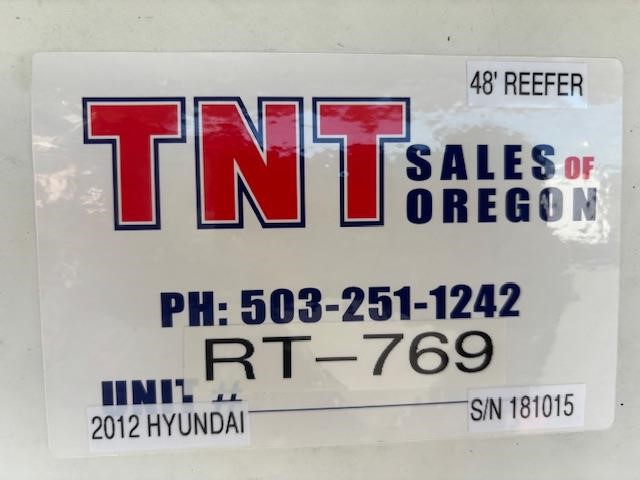 48' REEFER
TNT
SALES OF
OREGON
PH: 503-251-1242
RT-769
UNIT #
2012 HYUNDAI
S/N 181015